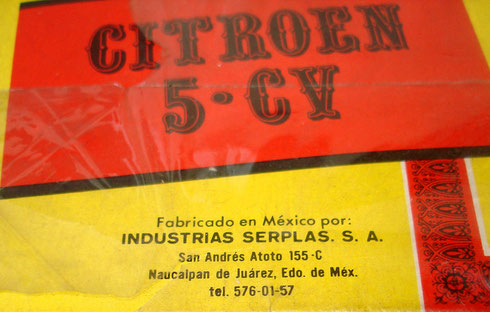 CITROEN
5·CV
Fabricado en México por:
INDUSTRIAS SERPLAS. S. A.
San Andrés Atoto 155-C
Naucalpan de Juárez, Edo. de Méx.
tel. 576-01-57